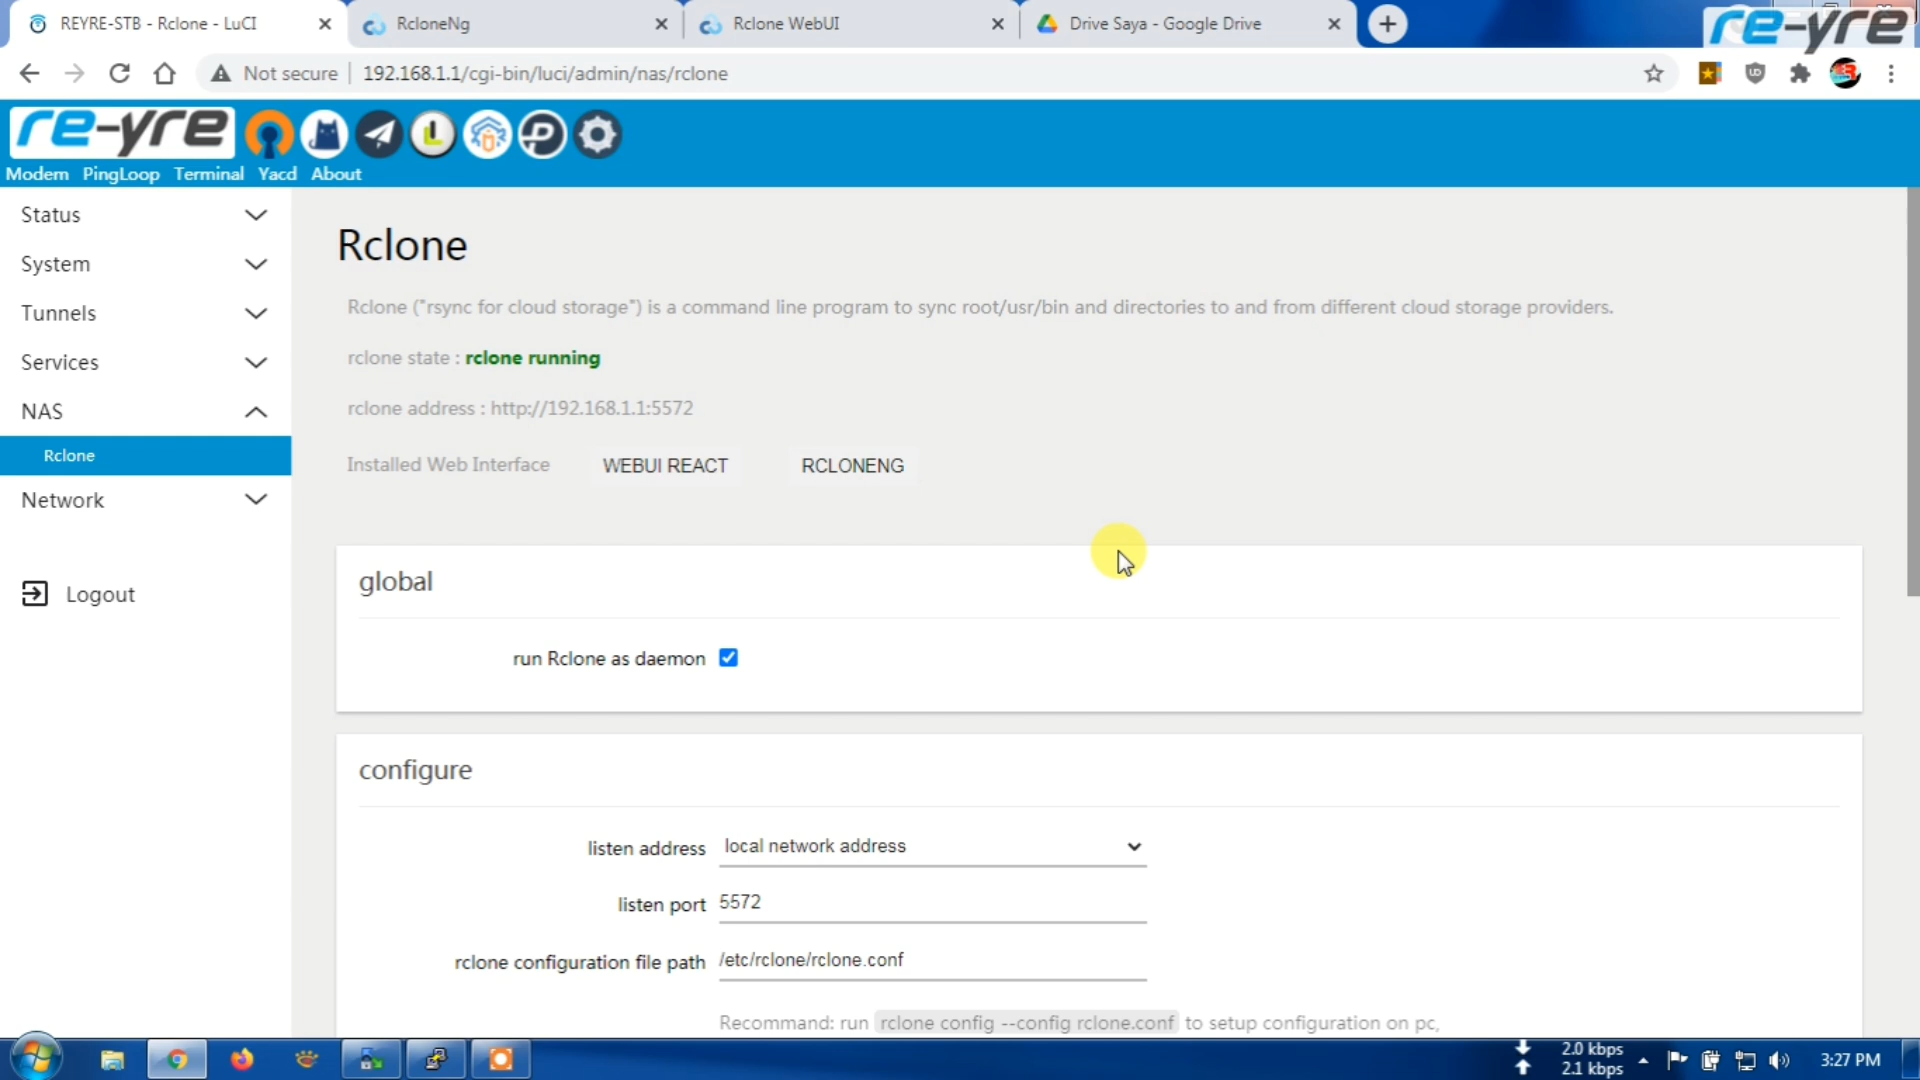 REYRE-STB - Rclone - LuCI
RcloneNg
Rclone WebUI
Drive Saya - Google Drive
re-yre
Not secure
192.168.1.1/cgi-bin/luci/admin/nas/rclone
re-yre
Modem PingLoop Terminal Yacd About
Status
System
Tunnels
Services
NAS
Rclone
Network
Logout
Rclone
Rclone ("rsync for cloud storage") is a command line program to sync root/usr/bin and directories to and from different cloud storage providers.
rclone state : rclone running
rclone address : http://192.168.1.1:5572
Installed Web Interface WEBUI REACT RCLONENG
global
run Rclone as daemon
configure
listen address local network address
listen port 5572
rclone configuration file path /etc/rclone/rclone.conf
Recommand: run rclone config --config rclone.conf to setup configuration on pc,
2.0 kbps
2.1 kbps
3:27 PM